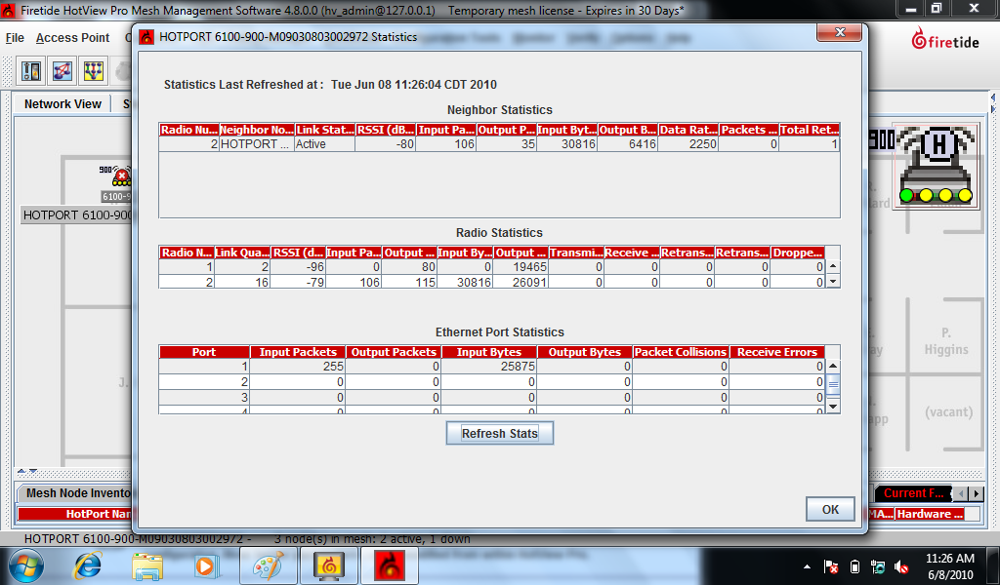 Firetide HotView Pro Mesh Management Software 4.8.0.0 (hv_admin@127.0.0.1) Temporary mesh license - Expires in 30 Days*
File Access Point
HOTPORT 6100-900-M09030803002972 Statistics
firetide
Statistics Last Refreshed at : Tue Jun 08 11:26:04 CDT 2010
Network View
Neighbor Statistics
Radio Nu... Neighbor No... Link Stat... RSSI (dB... Input Pa... Output P... Input Byt... Output B... Data Rat... Packets ... Total Ret...
2 HOTPORT ... Active -80 106 35 30816 6416 2250 0 1
900
H
900
6100-9
HOTPORT 6100-900
Radio Statistics
Radio N... Link Qua... RSSI (d... Input Pa... Output ... Input By... Output ... Transmi... Receive ... Retrans... Retrans... Droppe...
1 2 -96 0 80 0 19465 0 0 0 0 0
2 16 -79 106 115 30816 26091 0 0 0 0 0
Ethernet Port Statistics
Port Input Packets Output Packets Input Bytes Output Bytes Packet Collisions Receive Errors
1 255 0 25875 0 0 0
2 0 0 0 0 0 0
3 0 0 0 0 0 0
4 0 0 0 0 0 0
P.
Higgins
J.
(vacant)
Refresh Stats
Mesh Node Invento
Current F...
HotPort Nan
MA... Hardware ...
OK
HOTPORT 6100-900-M09030803002972 - 3 node(s) in mesh: 2 active, 1 down
11:26 AM
6/8/2010